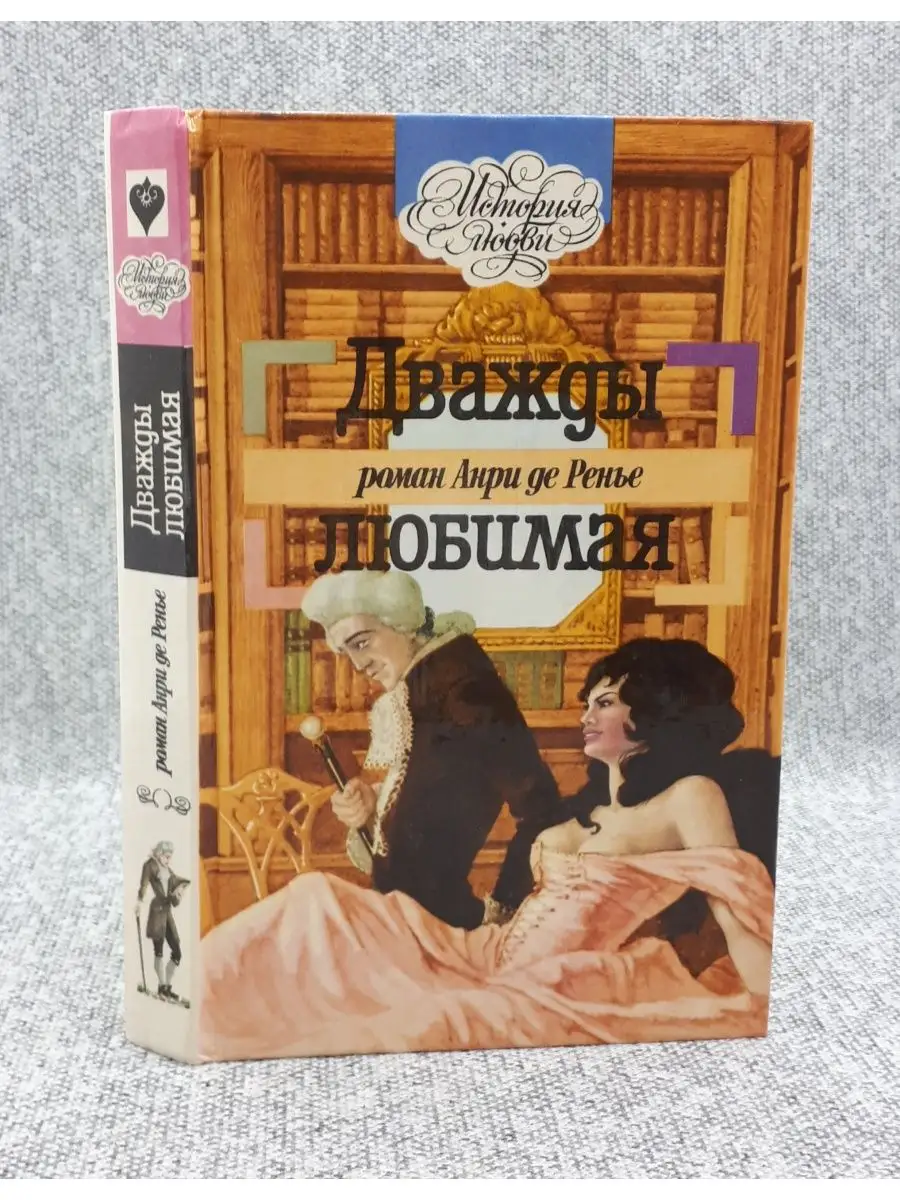 История
любви
Дважды
роман Анри де Ренье
любимая
История
любви
Дважды
любимая
роман Анри де Ренье